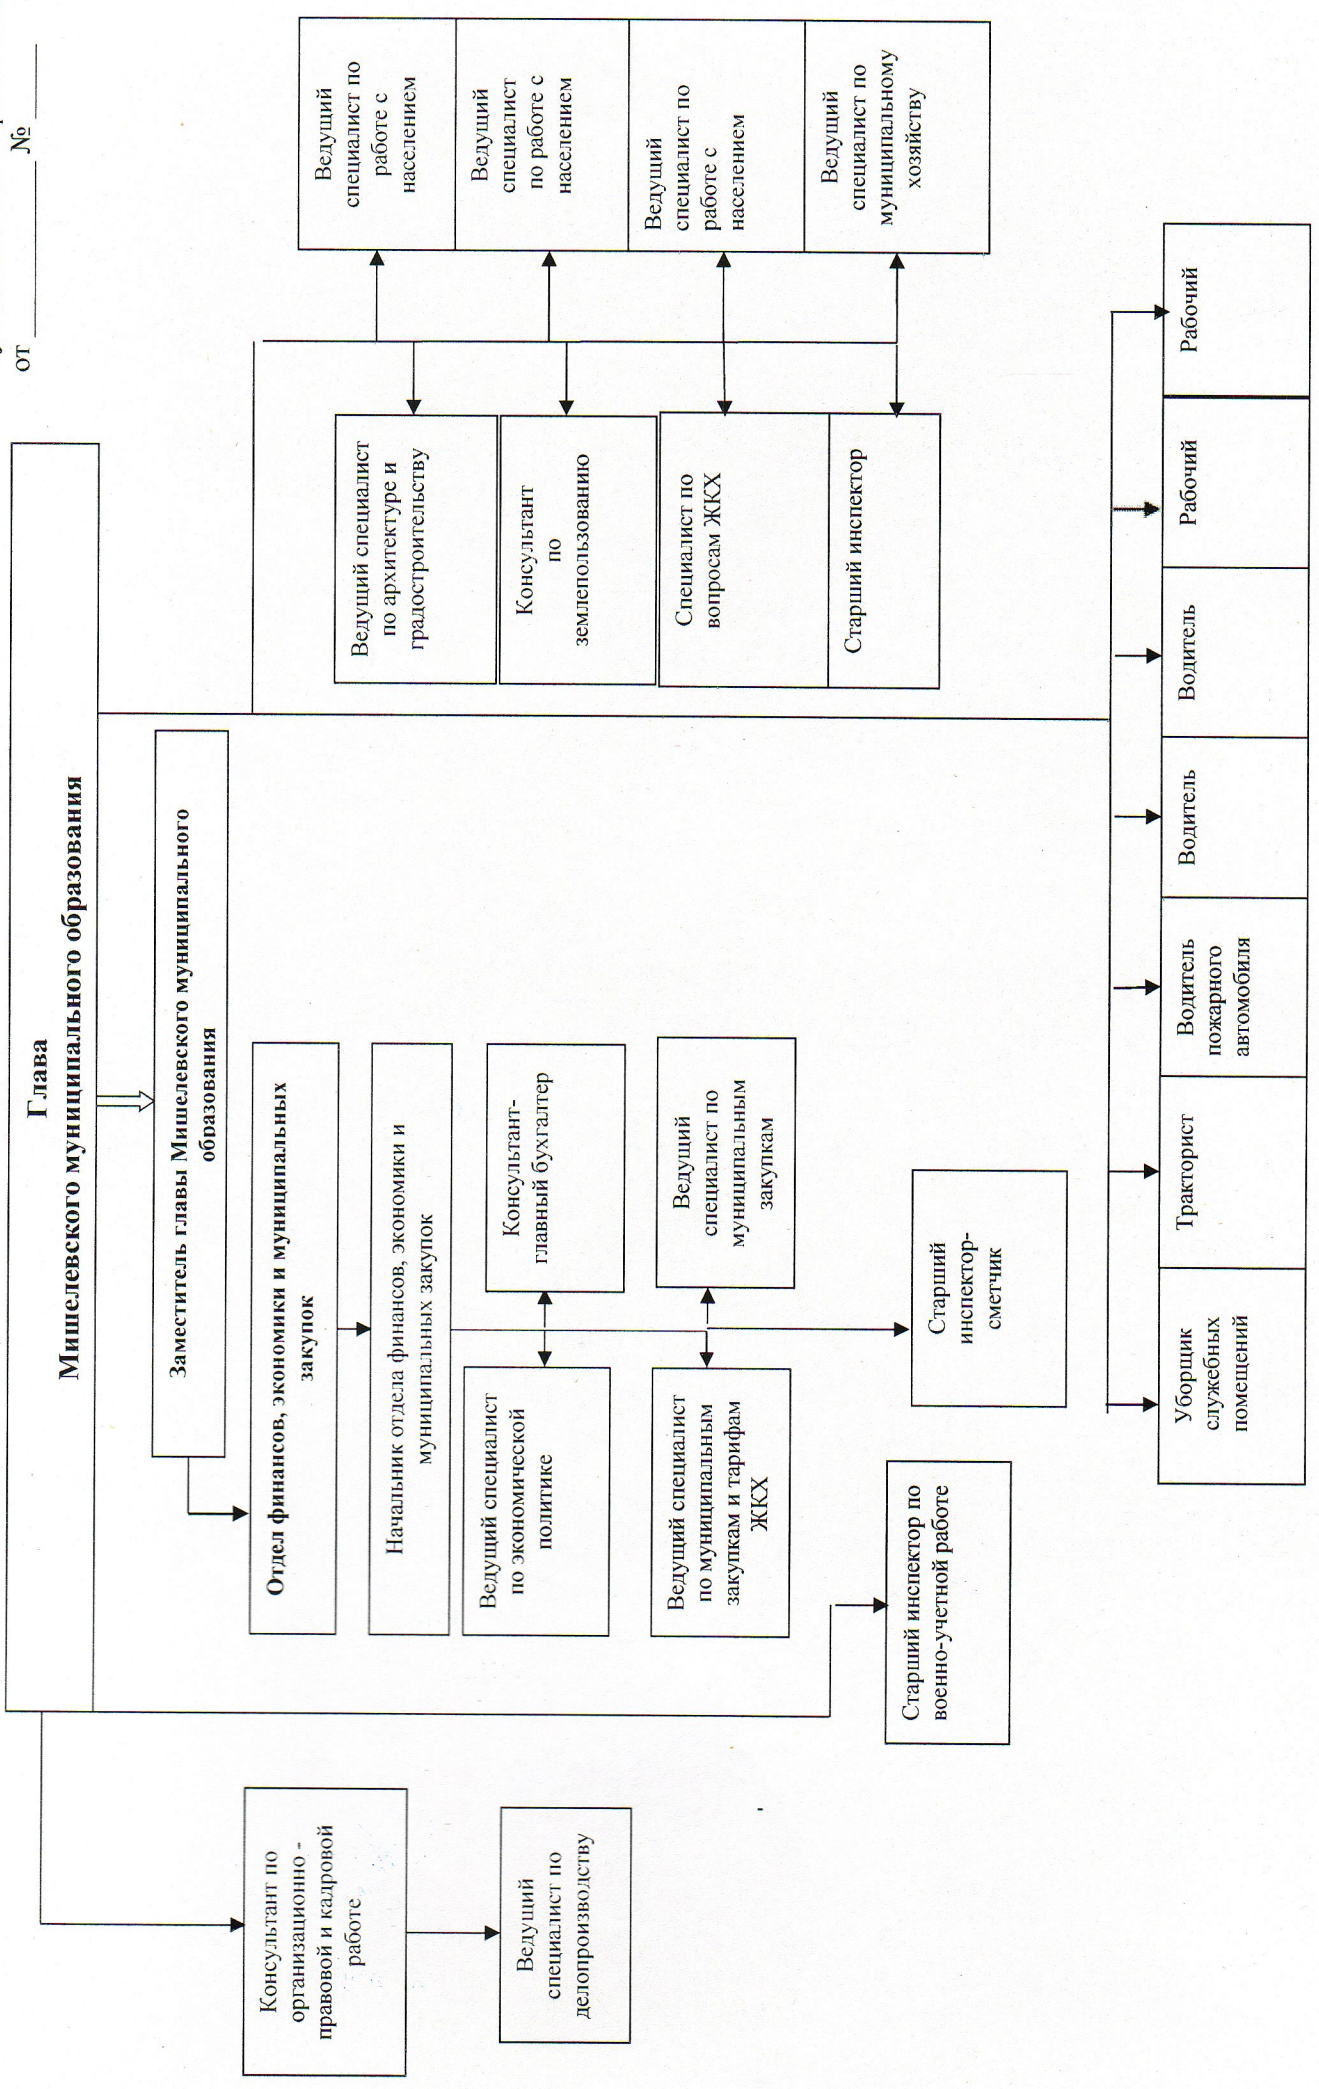 от ________ № _____
Глава
Мишелевского муниципального образования
Заместитель главы Мишелевского муниципального
образования
Отдел финансов, экономики и муниципальных
закупок
Начальник отдела финансов, экономики и
муниципальных закупок
Консультант по
организационно -
правовой и кадровой
работе
Ведущий
специалист по
делопроизводству
Ведущий специалист
по экономической
политике
Консультант-
главный бухгалтер
Ведущий специалист
по муниципальным
закупкам и тарифам
ЖКХ
Ведущий
специалист по
муниципальным
закупкам
Старший инспектор по
военно-учетной работе
Старший
инспектор-
сметчик
Ведущий специалист
по архитектуре и
градостроительству
Консультант
по
землепользованию
Специалист по
вопросам ЖКХ
Старший инспектор
Ведущий
специалист по
работе с
населением
Ведущий
специалист
по работе с
населением
Ведущий
специалист по
работе с
населением
Ведущий
специалист по
муниципальному
хозяйству
Уборщик
служебных
помещений
Тракторист
Водитель
пожарного
автомобиля
Водитель
Водитель
Рабочий
Рабочий